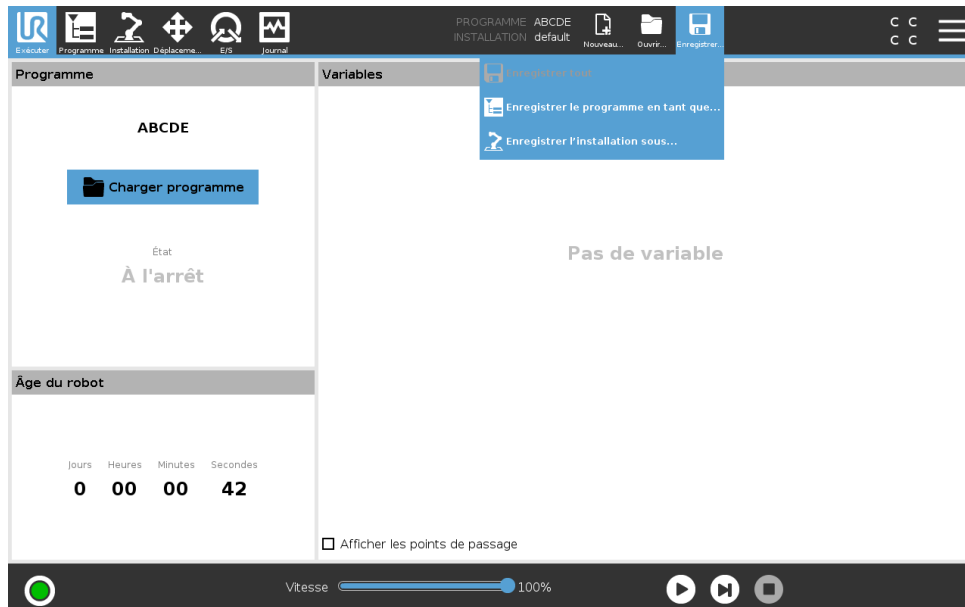 PROGRAMME ABCDE
INSTALLATION default
Exécuter Programme Installation Déplaceme... E/S Journal Nouveau... Ouvrir... Enregistrer...
C C
C C
Programme
Variables
Enregistrer tout
Enregistrer le programme en tant que...
Enregistrer l'installation sous...
ABCDE
Charger programme
État
À l'arrêt
Pas de variable
Âge du robot
Jours Heures Minutes Secondes
0 00 00 42
Afficher les points de passage
Vitesse 100%